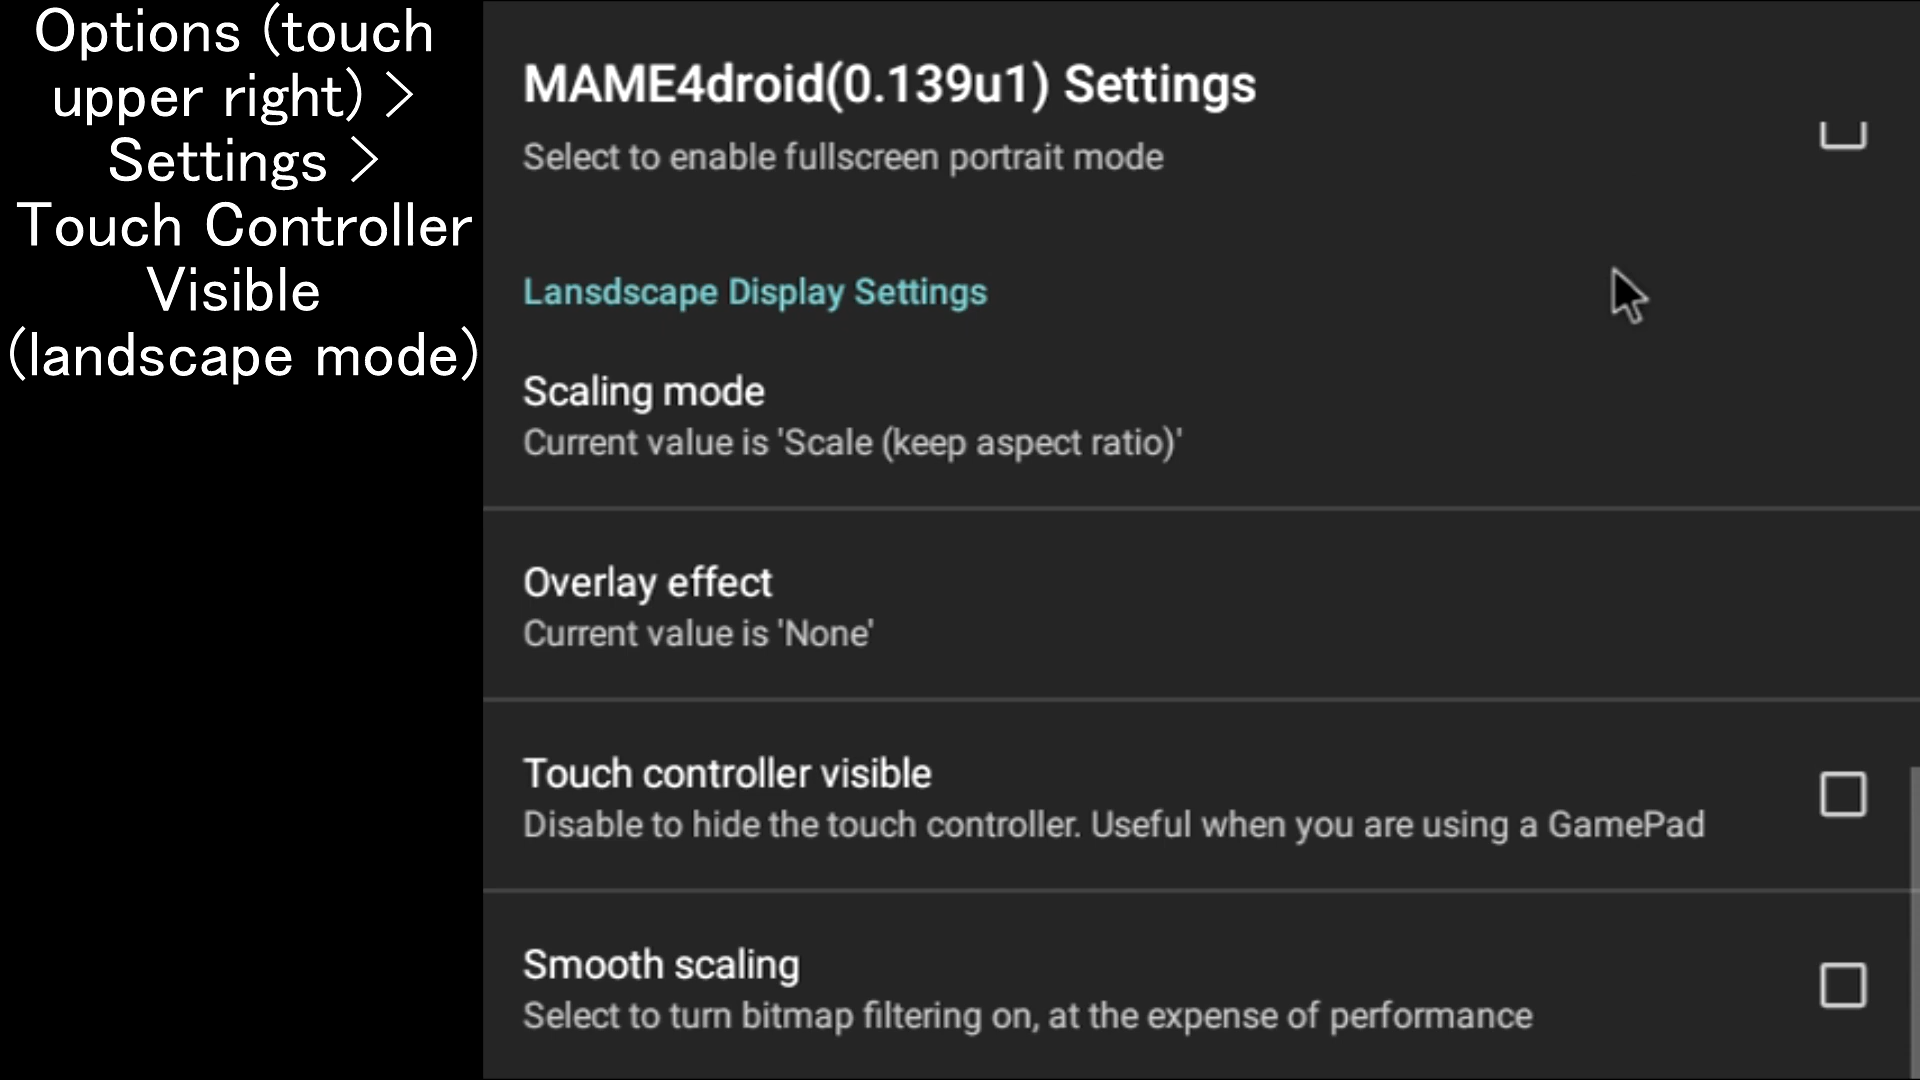 Options (touch
upper right) >
Settings >
Touch Controller
Visible
(landscape mode)
MAME4droid(0.139u1) Settings
Select to enable fullscreen portrait mode
Lansdscape Display Settings
Scaling mode
Current value is 'Scale (keep aspect ratio)'
Overlay effect
Current value is 'None'
Touch controller visible
Disable to hide the touch controller. Useful when you are using a GamePad
Smooth scaling
Select to turn bitmap filtering on, at the expense of performance